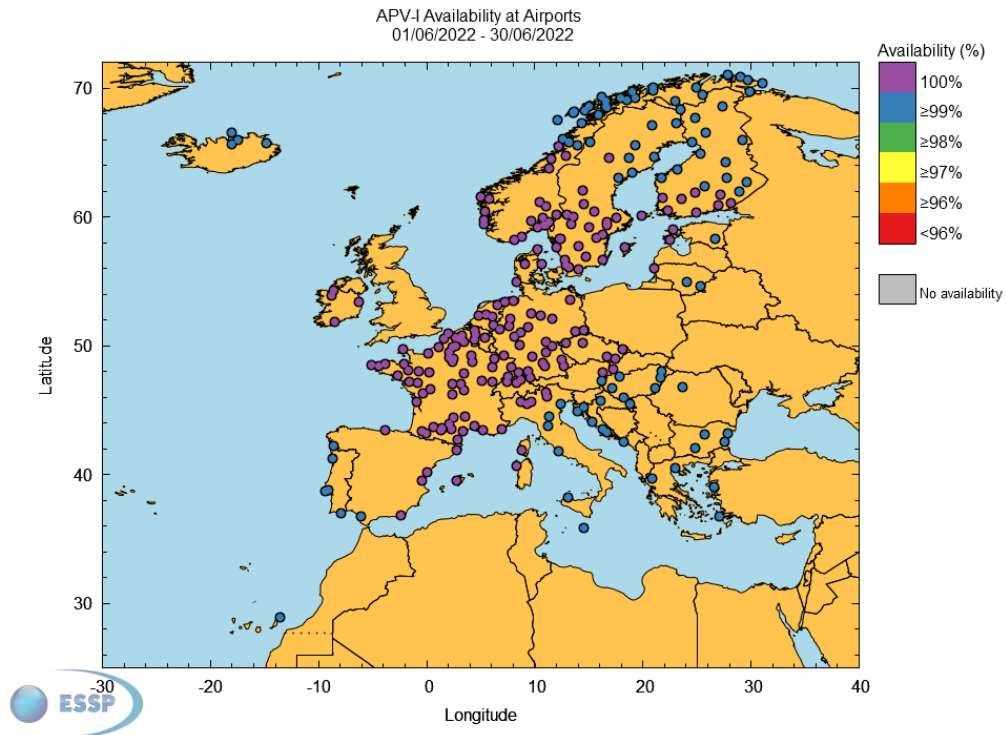 APV-I Availability at Airports
01/06/2022 - 30/06/2022
Availability (%)
100%
≥99%
≥98%
≥97%
≥96%
<96%
No availability
70
60
50
40
30
Latitude
-30
-20
-10
0
10
20
30
40
Longitude
ESSP